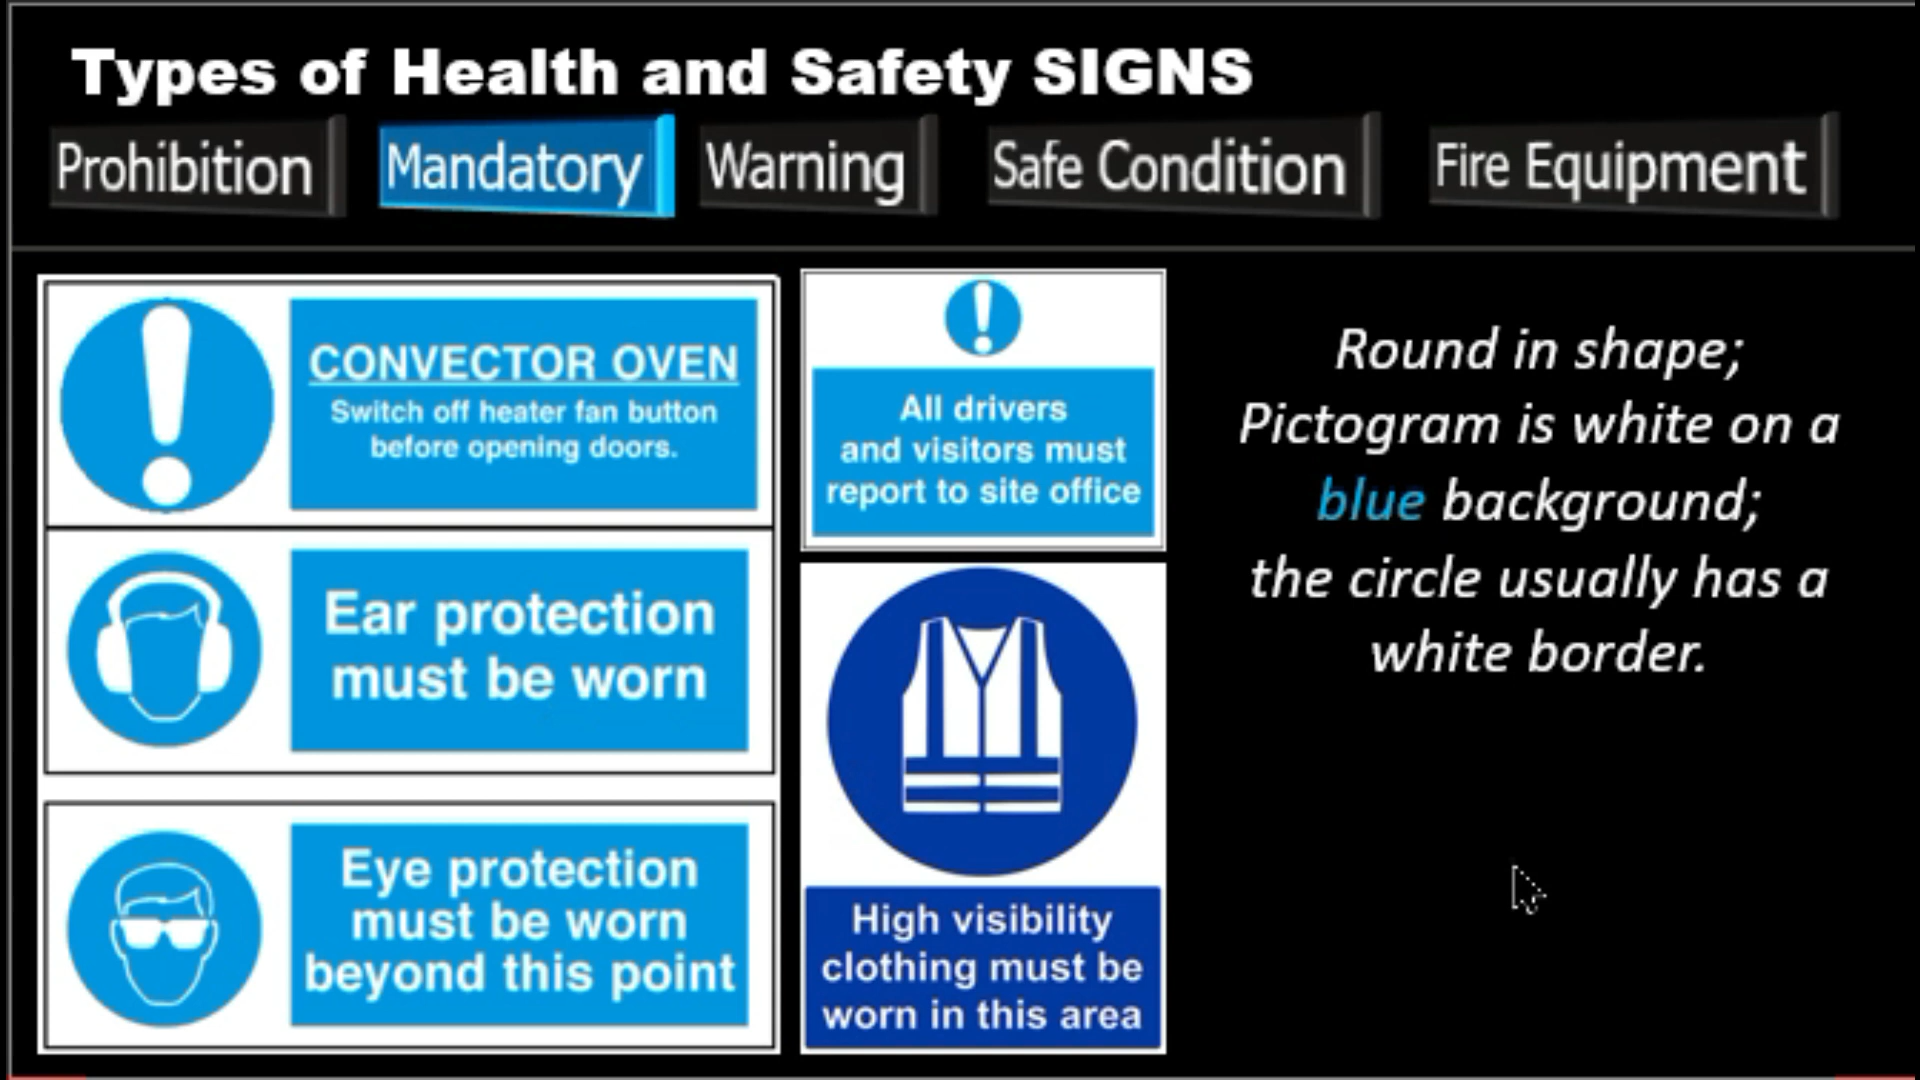 Types of Health and Safety SIGNS
Prohibition
Mandatory
Warning
Safe Condition
Fire Equipment
CONVECTOR OVEN
Switch off heater fan button
before opening doors.
Ear protection
must be worn
Eye protection
must be worn
beyond this point
All drivers
and visitors must
report to site office
High visibility
clothing must be
worn in this area
Round in shape;
Pictogram is white on a
blue background;
the circle usually has a
white border.